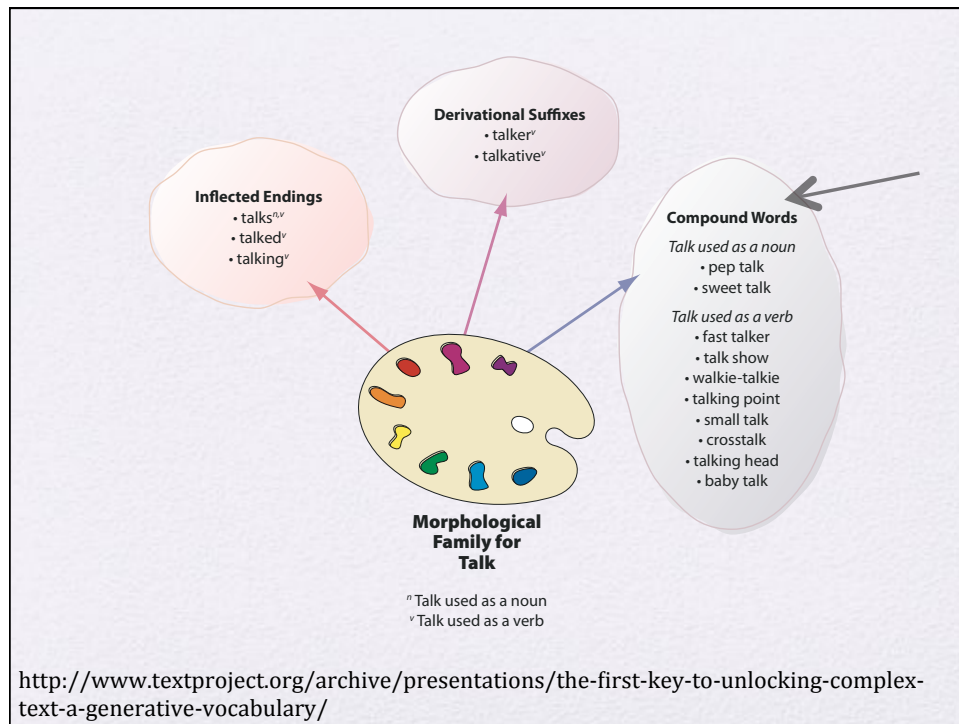 Derivational Suffixes
• talkerᵛ
• talkativeᵛ
Inflected Endings
• talksⁿ,ᵛ
• talkedᵛ
• talkingᵛ
Compound Words
Talk used as a noun
• pep talk
• sweet talk
Talk used as a verb
• fast talker
• talk show
• walkie-talkie
• talking point
• small talk
• crosstalk
• talking head
• baby talk
Morphological
Family for
Talk
ⁿ Talk used as a noun
ᵛ Talk used as a verb
http://www.textproject.org/archive/presentations/the-first-key-to-unlocking-complex-
text-a-generative-vocabulary/